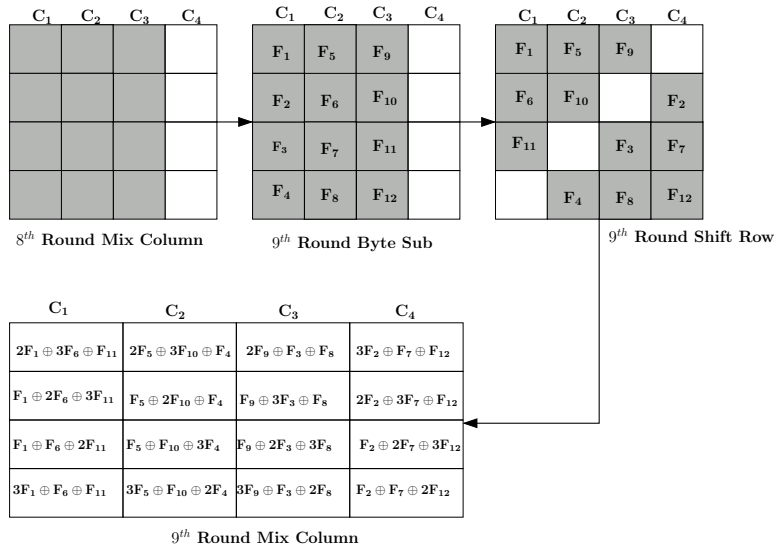 C₁ C₂ C₃ C₄ C₁ C₂ C₃ C₄ C₁ C₂ C₃ C₄
F₁ F₅ F₉ F₁ F₅ F₉
F₂ F₆ F₁₀ F₆ F₁₀ F₂
F₃ F₇ F₁₁ F₁₁ F₃ F₇
F₄ F₈ F₁₂ F₄ F₈ F₁₂
8ᵗʰ Round Mix Column 9ᵗʰ Round Byte Sub 9ᵗʰ Round Shift Row
C₁ C₂ C₃ C₄
2F₁ ⊕ 3F₆ ⊕ F₁₁ 2F₅ ⊕ 3F₁₀ ⊕ F₄ 2F₉ ⊕ F₃ ⊕ F₈ 3F₂ ⊕ F₇ ⊕ F₁₂
F₁ ⊕ 2F₆ ⊕ 3F₁₁ F₅ ⊕ 2F₁₀ ⊕ F₄ F₉ ⊕ 3F₃ ⊕ F₈ 2F₂ ⊕ 3F₇ ⊕ F₁₂
F₁ ⊕ F₆ ⊕ 2F₁₁ F₅ ⊕ F₁₀ ⊕ 3F₄ F₉ ⊕ 2F₃ ⊕ 3F₈ F₂ ⊕ 2F₇ ⊕ 3F₁₂
3F₁ ⊕ F₆ ⊕ F₁₁ 3F₅ ⊕ F₁₀ ⊕ 2F₄ 3F₉ ⊕ F₃ ⊕ 2F₈ F₂ ⊕ F₇ ⊕ 2F₁₂
9ᵗʰ Round Mix Column